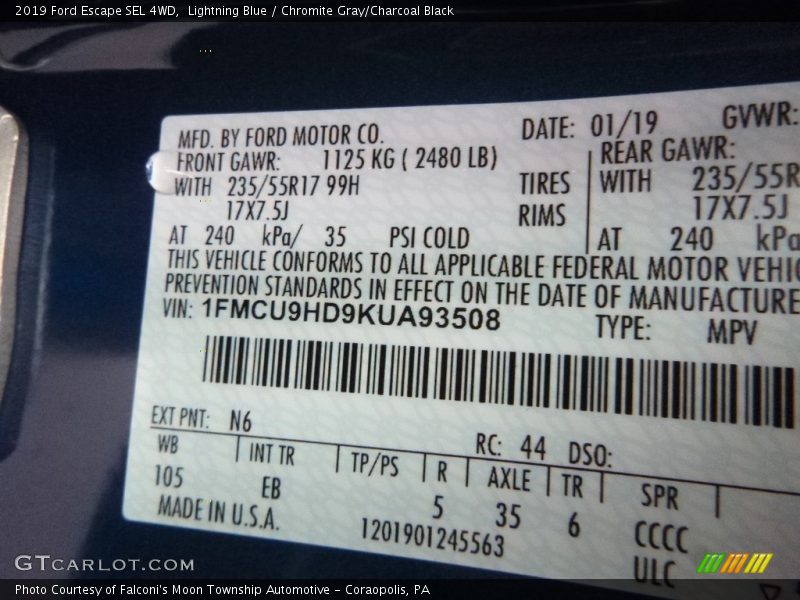 2019 Ford Escape SEL 4WD,  Lightning Blue / Chromite Gray/Charcoal Black
MFD. BY FORD MOTOR CO. DATE: 01/19 GVWR:
FRONT GAWR: 1125 KG ( 2480 LB) REAR GAWR:
WITH 235/55R17 99H TIRES WITH 235/55R
17X7.5J RIMS 17X7.5J
AT 240 kPa/ 35 PSI COLD AT 240 kPa
THIS VEHICLE CONFORMS TO ALL APPLICABLE FEDERAL MOTOR VEHIC
PREVENTION STANDARDS IN EFFECT ON THE DATE OF MANUFACTURE
VIN: 1FMCU9HD9KUA93508 TYPE: MPV
EXT PNT: N6 RC: 44 DSO:
WB INT TR TP/PS R AXLE TR SPR
105 EB 5 35 6 CCCC
MADE IN U.S.A. 1201901245563 ULC
GTCARLOT.COM
Photo Courtesy of Falconi's Moon Township Automotive - Coraopolis, PA